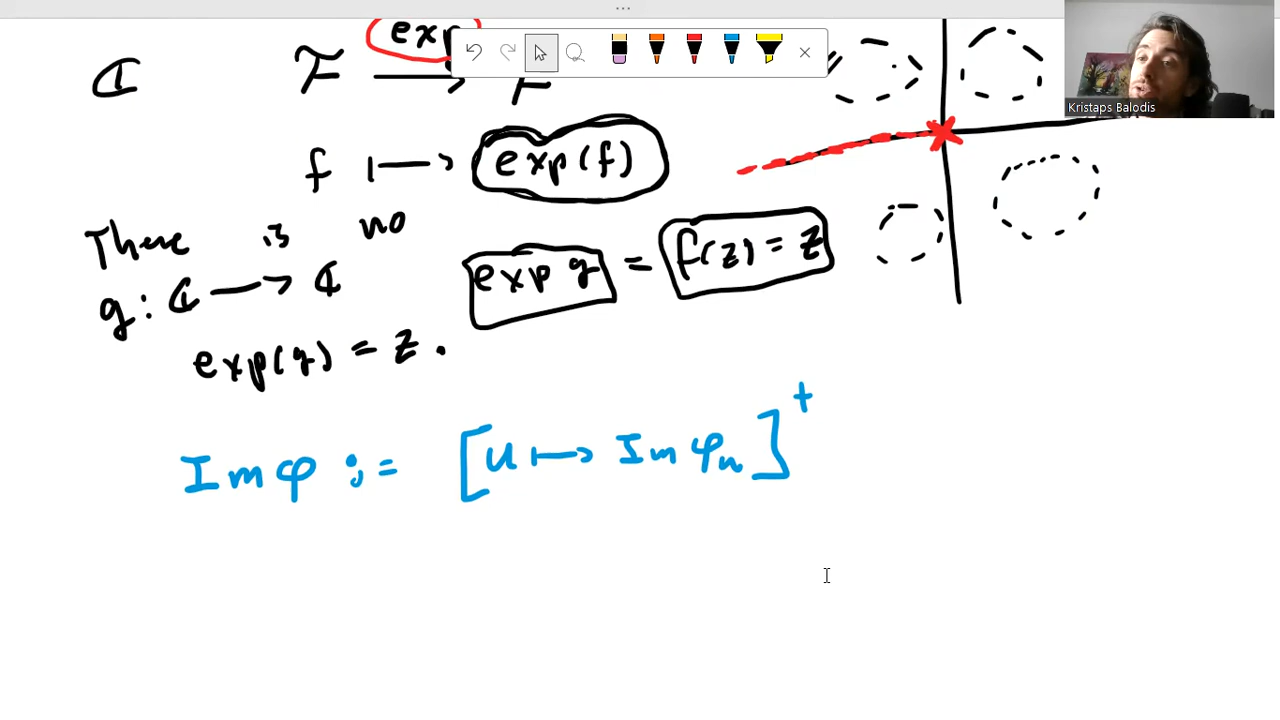 exp
ℂ F ⟶ F
Kristaps Balodis
f ⟼ exp(f)
There is no
g: ℂ ⟶ ℂ exp g = f(z) = z
exp(g) = z.
Im φ := [u ⟼ Im φ_u]^+